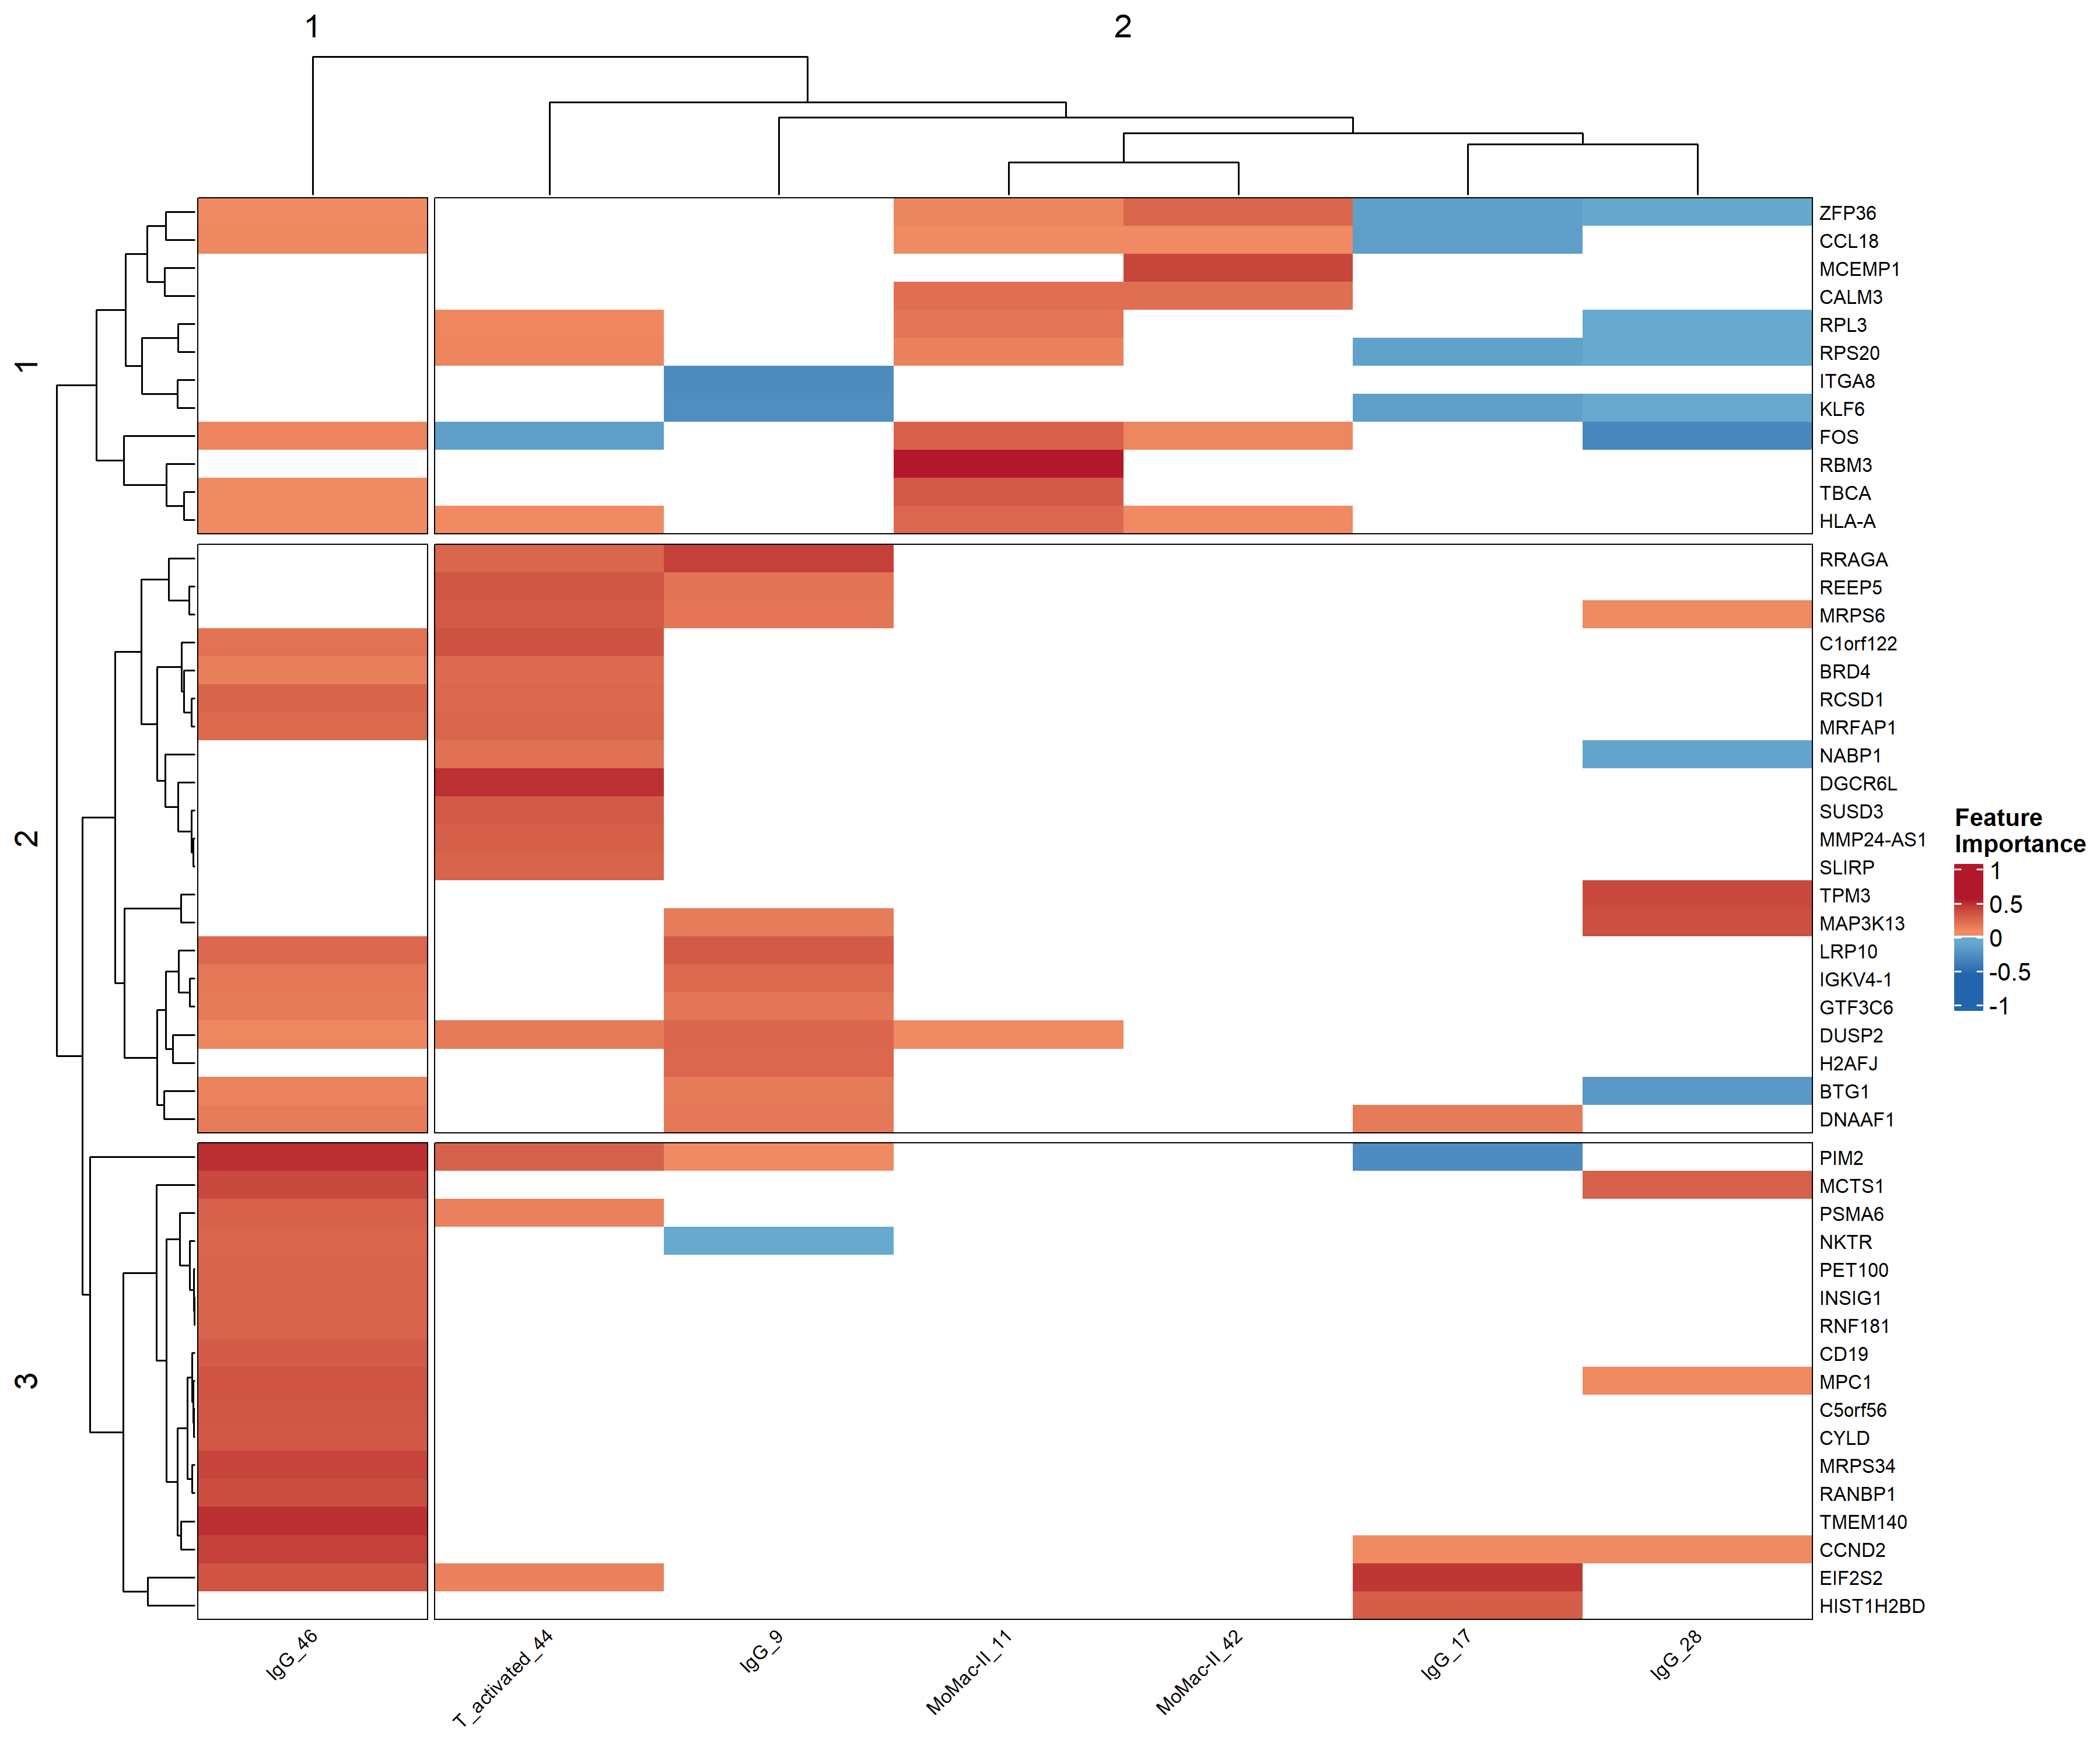 1
2
1
2
3
ZFP36
CCL18
MCEMP1
CALM3
RPL3
RPS20
ITGA8
KLF6
FOS
RBM3
TBCA
HLA-A
RRAGA
REEP5
MRPS6
C1orf122
BRD4
RCSD1
MRFAP1
NABP1
DGCR6L
SUSD3
MMP24-AS1
SLIRP
TPM3
MAP3K13
LRP10
IGKV4-1
GTF3C6
DUSP2
H2AFJ
BTG1
DNAAF1
PIM2
MCTS1
PSMA6
NKTR
PET100
INSIG1
RNF181
CD19
MPC1
C5orf56
CYLD
MRPS34
RANBP1
TMEM140
CCND2
EIF2S2
HIST1H2BD
IgG_46
T_activated_44
IgG_9
MoMac-II_11
MoMac-II_42
IgG_17
IgG_28
Feature
Importance
1
0.5
0
-0.5
-1